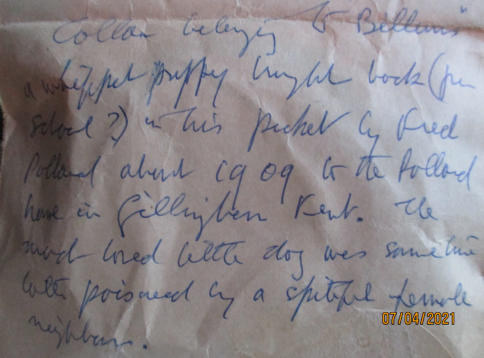 Collar belonging to "Bellams"
a whippet puppy brought back (from
school?) in his pocket by Fred
Pollard about 1909 to the Pollard
home in Gillingham Kent. The
much loved little dog was sometime
later poisoned by a spiteful female
neighbour.
07/04/2021